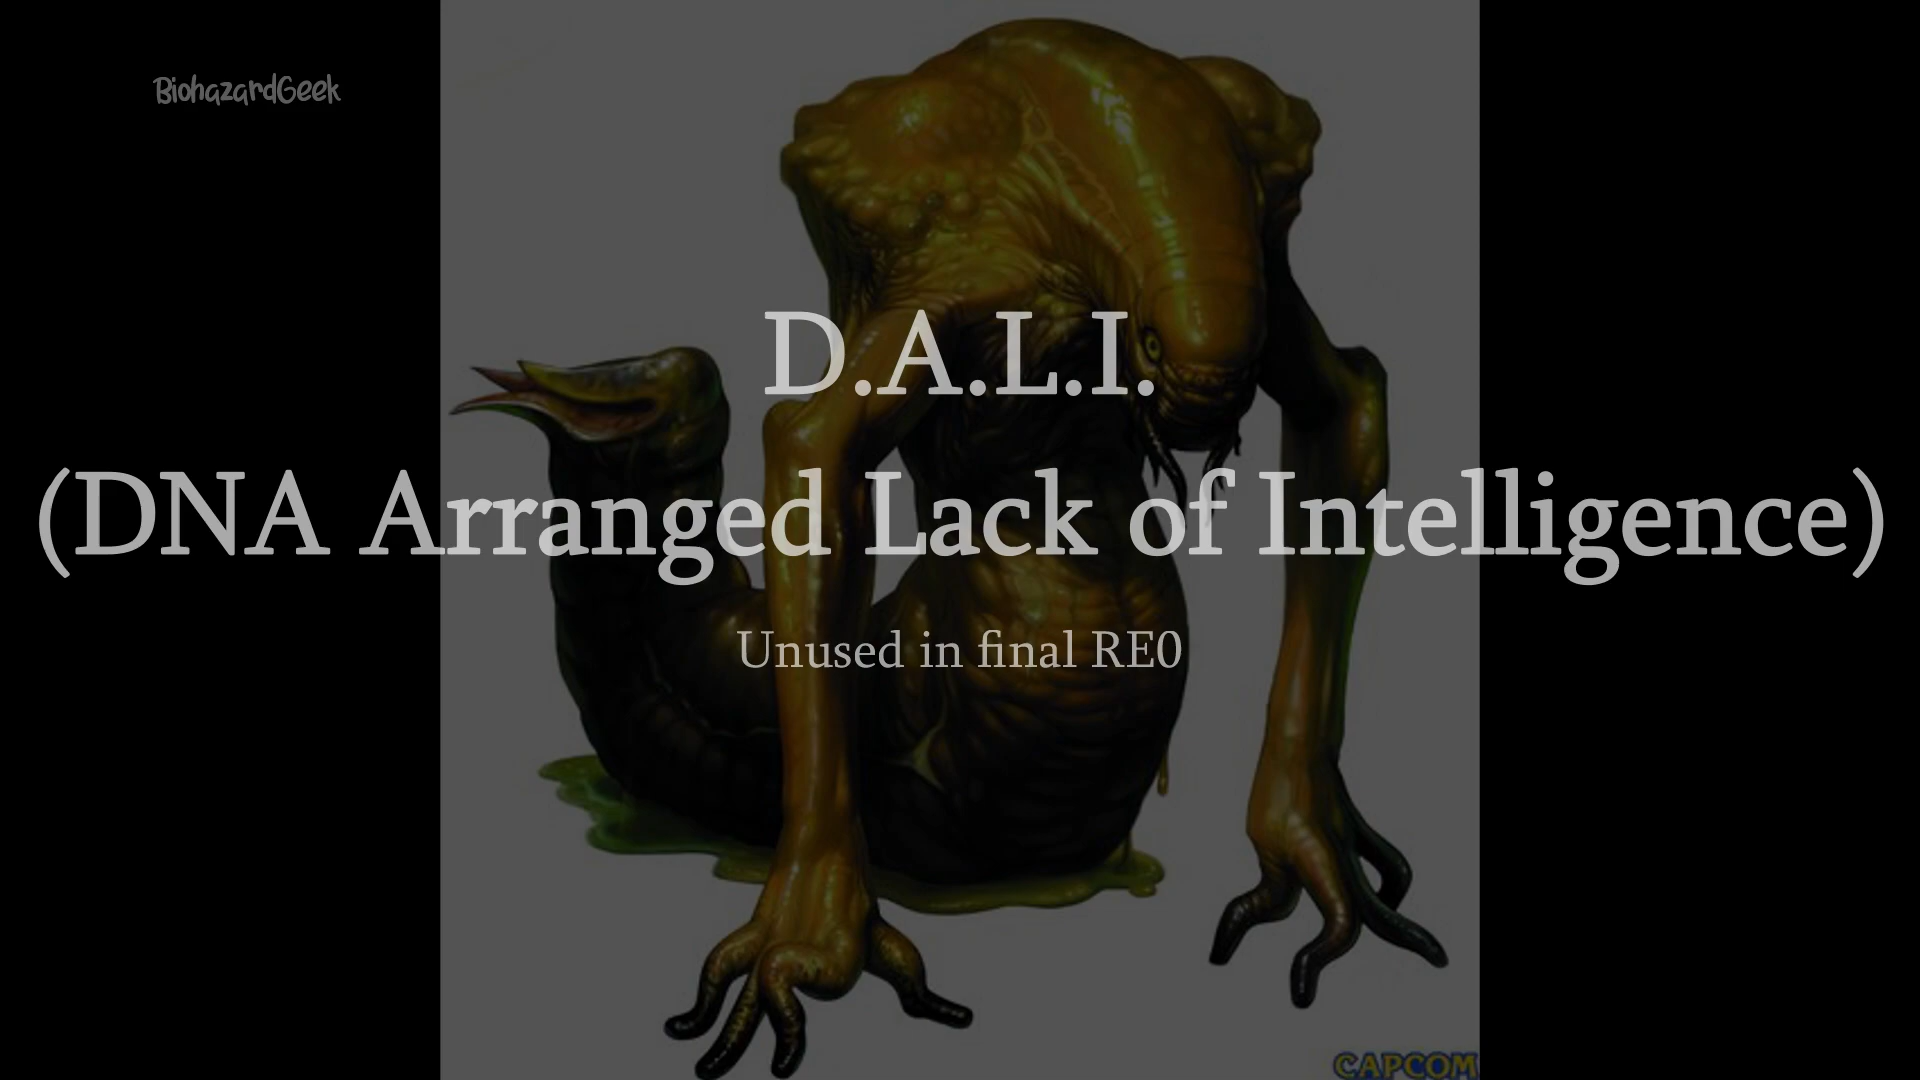 BiohazardGeek
D.A.L.I.
(DNA Arranged Lack of Intelligence)
Unused in final RE0
CAPCOM